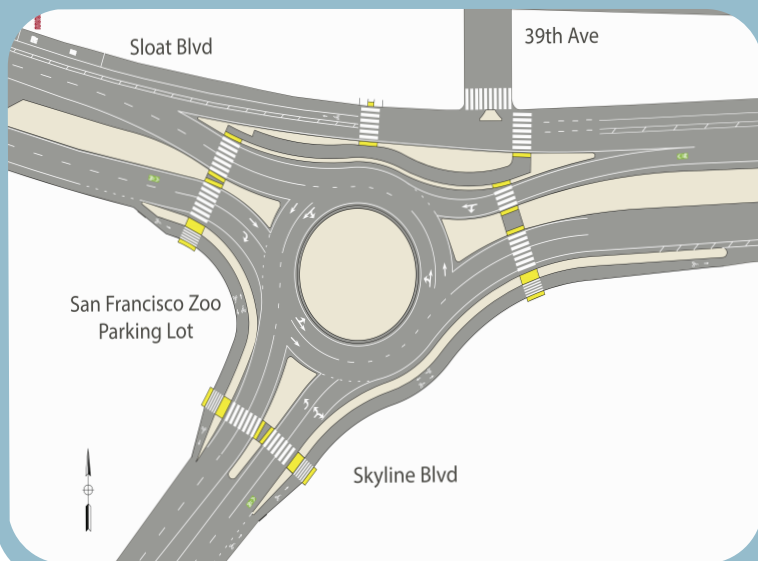 Sloat Blvd
39th Ave
San Francisco Zoo
Parking Lot
Skyline Blvd